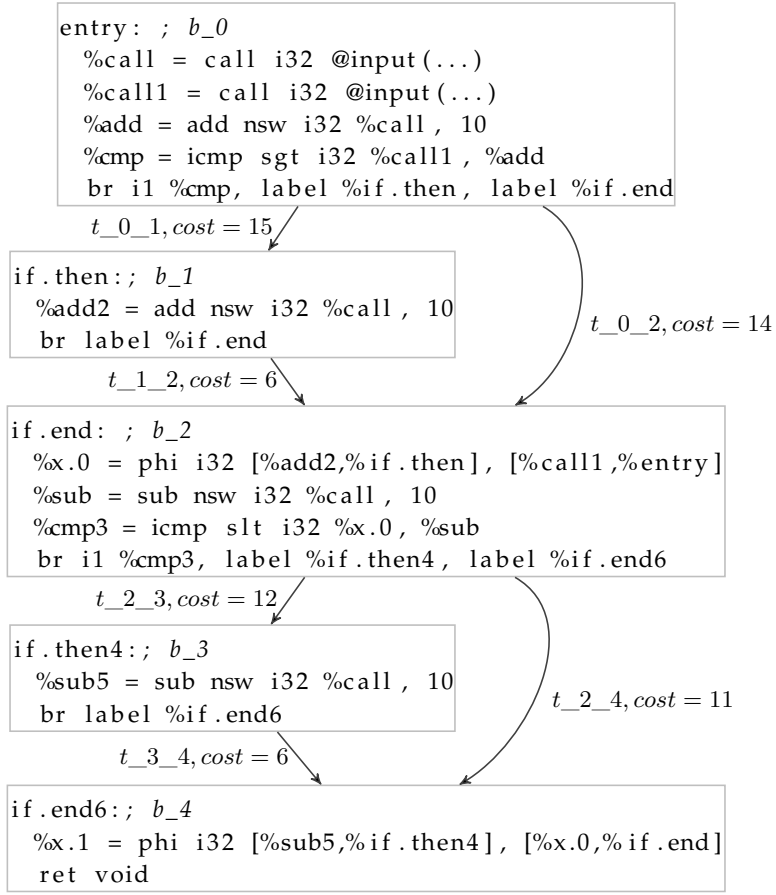 entry: ; b_0
%call = call i32 @input(...)
%call1 = call i32 @input(...)
%add = add nsw i32 %call, 10
%cmp = icmp sgt i32 %call1, %add
br i1 %cmp, label %if.then, label %if.end
t_0_1, cost = 15
if.then:; b_1
%add2 = add nsw i32 %call, 10
br label %if.end
t_0_2, cost = 14
t_1_2, cost = 6
if.end: ; b_2
%x.0 = phi i32 [%add2,%if.then], [%call1,%entry]
%sub = sub nsw i32 %call, 10
%cmp3 = icmp slt i32 %x.0, %sub
br i1 %cmp3, label %if.then4, label %if.end6
t_2_3, cost = 12
if.then4:; b_3
%sub5 = sub nsw i32 %call, 10
br label %if.end6
t_2_4, cost = 11
t_3_4, cost = 6
if.end6:; b_4
%x.1 = phi i32 [%sub5,%if.then4], [%x.0,%if.end]
ret void